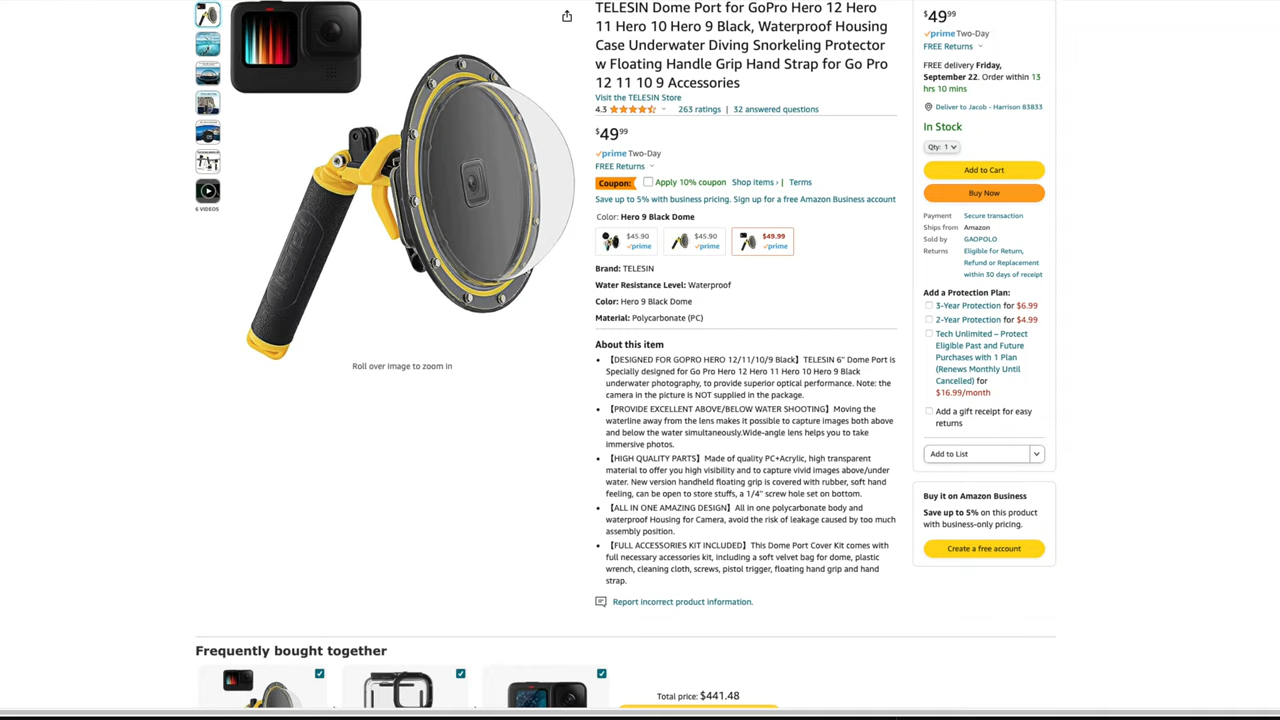 TELESIN Dome Port for GoPro Hero 12 Hero
11 Hero 10 Hero 9 Black, Waterproof Housing
Case Underwater Diving Snorkeling Protector
w Floating Handle Grip Hand Strap for Go Pro
12 11 10 9 Accessories
Visit the TELESIN Store
4.3 263 ratings | 32 answered questions
$49⁹⁹
prime Two-Day
FREE Returns
Coupon: Apply 10% coupon Shop items › | Terms
Save up to 5% with business pricing. Sign up for a free Amazon Business account
Color: Hero 9 Black Dome
$45.90 $45.90 $49.99
prime prime prime
Brand: TELESIN
Water Resistance Level: Waterproof
Color: Hero 9 Black Dome
Material: Polycarbonate (PC)
About this item
• 【DESIGNED FOR GOPRO HERO 12/11/10/9 Black】TELESIN 6" Dome Port is
Specially designed for Go Pro Hero 12 Hero 11 Hero 10 Hero 9 Black
underwater photography, to provide superior optical performance. Note: the
camera in the picture is NOT supplied in the package.
• 【PROVIDE EXCELLENT ABOVE/BELOW WATER SHOOTING】Moving the
waterline away from the lens makes it possible to capture images both above
and below the water simultaneously.Wide-angle lens helps you to take
immersive photos.
• 【HIGH QUALITY PARTS】Made of quality PC+Acrylic, high transparent
material to offer you high visibility and to capture vivid images above/under
water. New version handheld floating grip is covered with rubber, soft hand
feeling, can be open to store stuffs, a 1/4" screw hole set on bottom.
• 【ALL IN ONE AMAZING DESIGN】All in one polycarbonate body and
waterproof Housing for Camera, avoid the risk of leakage caused by too much
assembly position.
• 【FULL ACCESSORIES KIT INCLUDED】This Dome Port Cover Kit comes with
full necessary accessories kit, including a soft velvet bag for dome, plastic
wrench, cleaning cloth, screws, pistol trigger, floating hand grip and hand
strap.
Report incorrect product information.
6 VIDEOS
Roll over image to zoom in
$49⁹⁹
prime Two-Day
FREE Returns
FREE delivery Friday,
September 22. Order within 13
hrs 10 mins
Deliver to Jacob - Harrison 83833
In Stock
Qty: 1
Add to Cart
Buy Now
Payment Secure transaction
Ships from Amazon
Sold by GAOPOLO
Returns Eligible for Return,
Refund or Replacement
within 30 days of receipt
Add a Protection Plan:
3-Year Protection for $6.99
2-Year Protection for $4.99
Tech Unlimited – Protect
Eligible Past and Future
Purchases with 1 Plan
(Renews Monthly Until
Cancelled) for
$16.99/month
Add a gift receipt for easy
returns
Add to List
Buy it on Amazon Business
Save up to 5% on this product
with business-only pricing.
Create a free account
Frequently bought together
Total price: $441.48